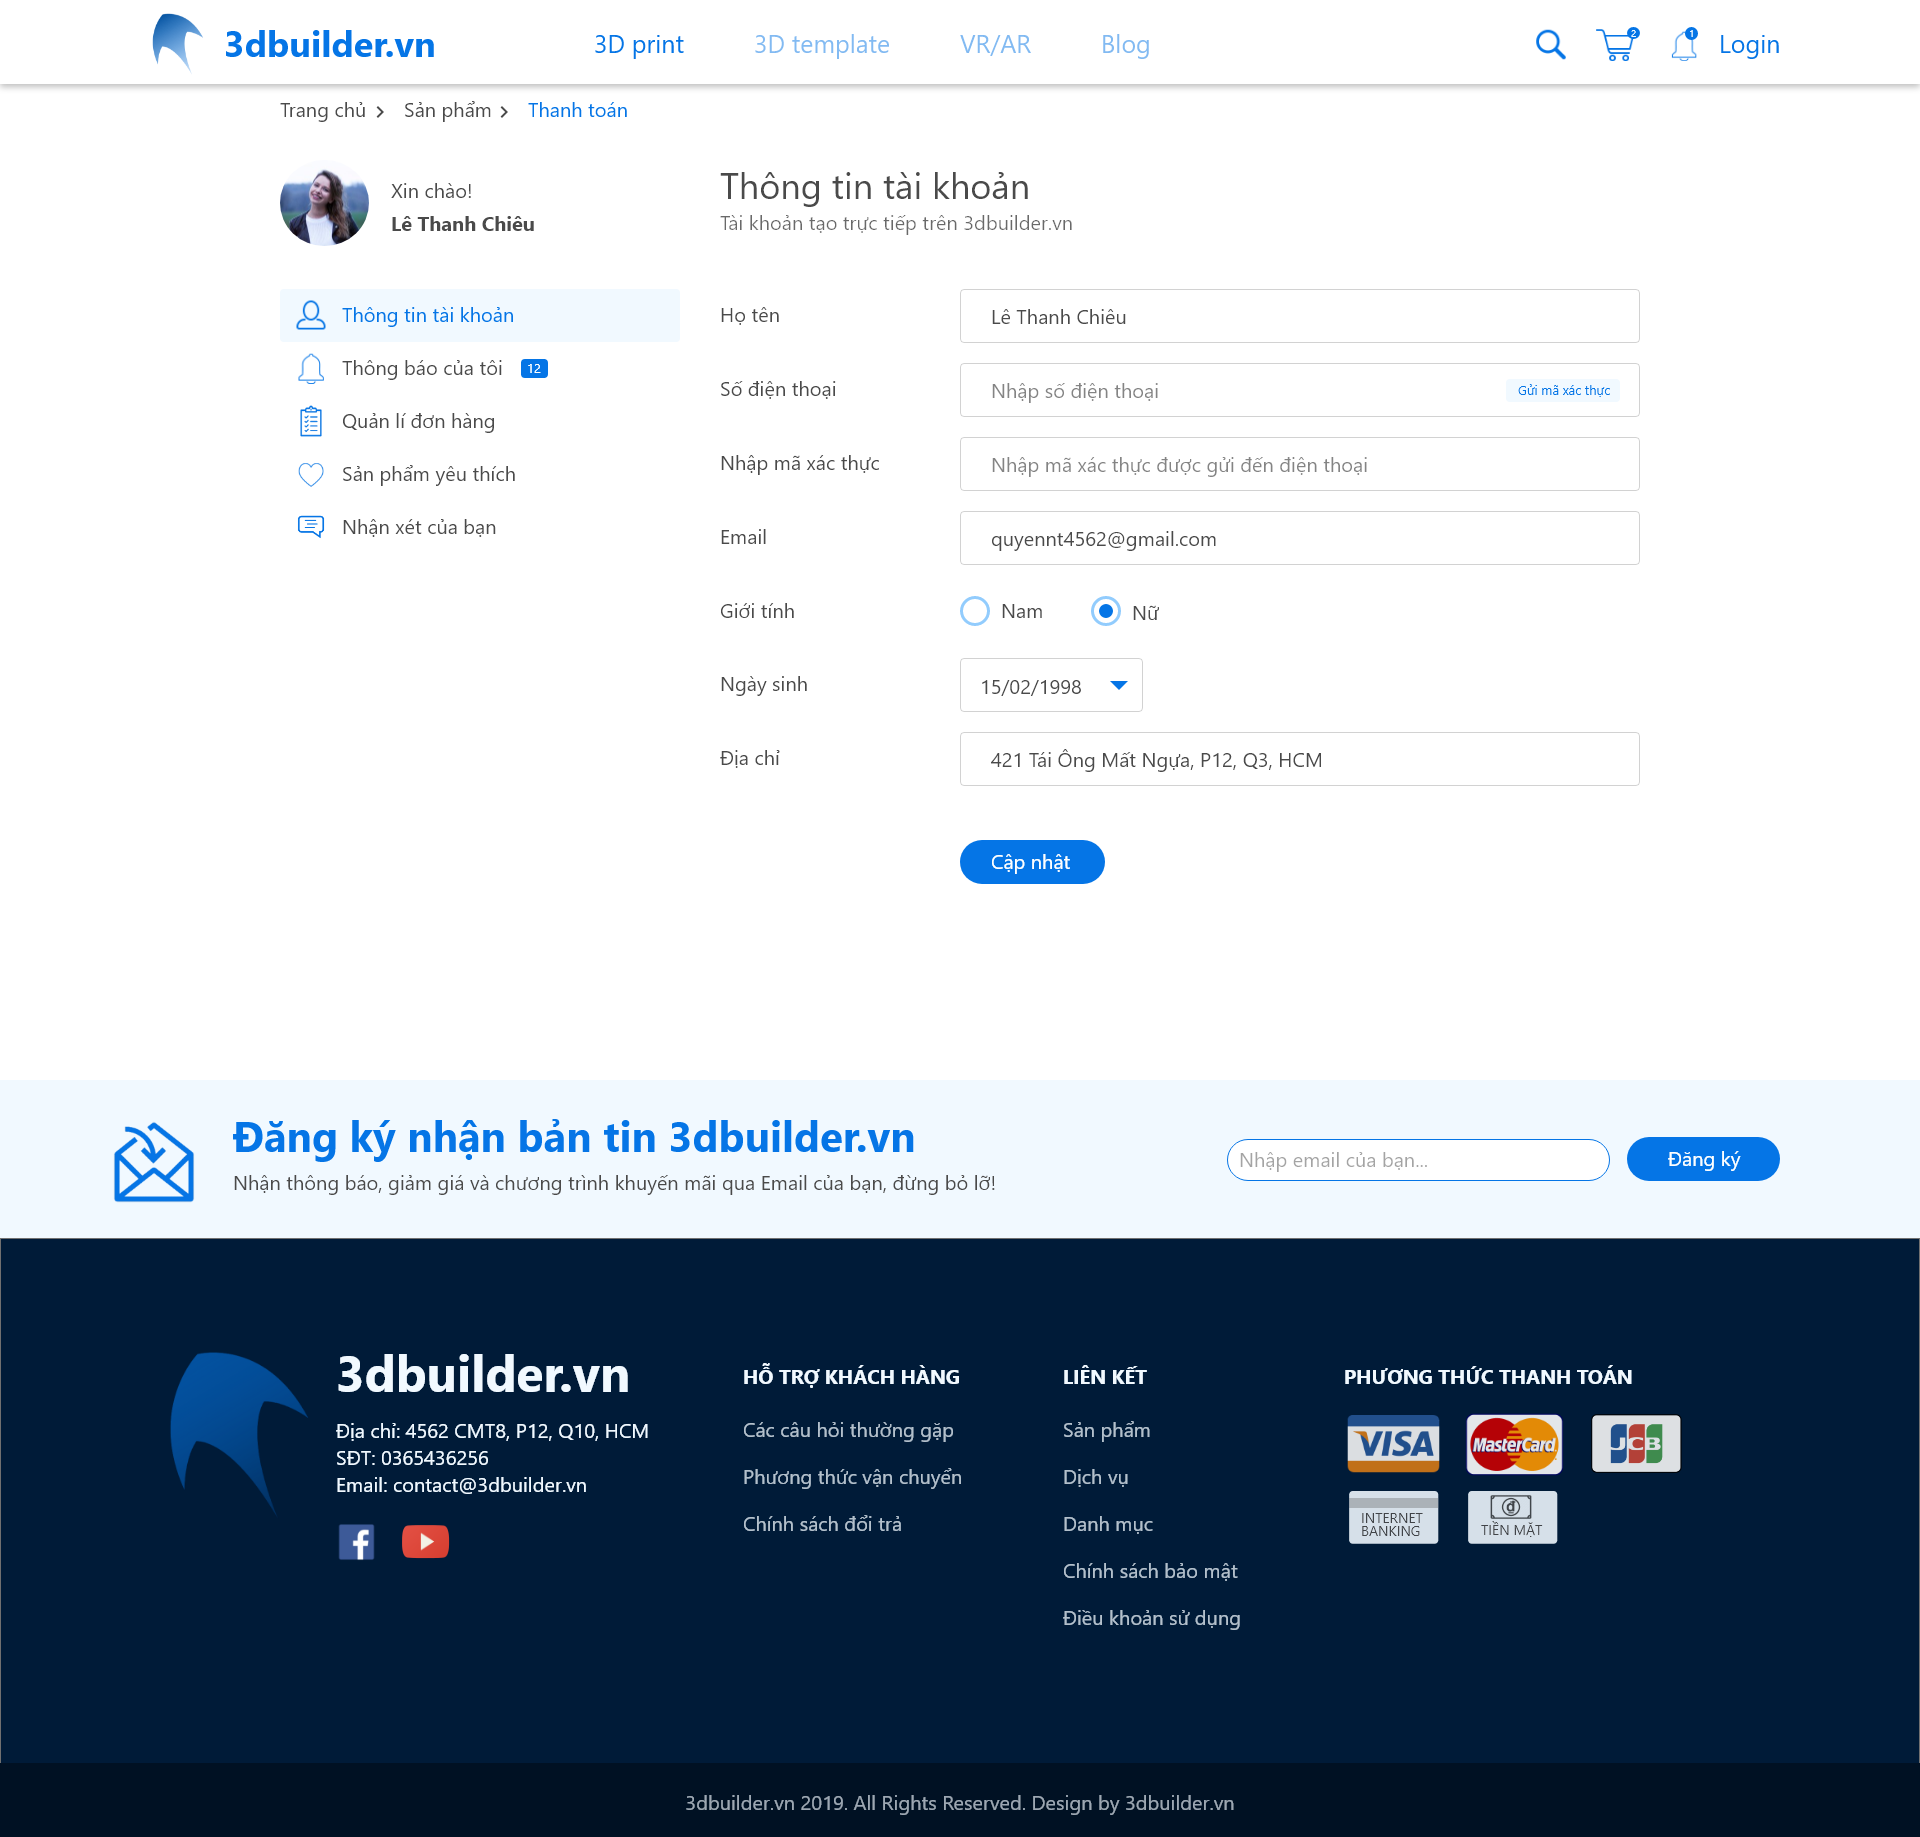 3dbuilder.vn
3D print
3D template
VR/AR
Blog
2
1
Login
Trang chủ
Sản phẩm
Thanh toán
Xin chào!
Lê Thanh Chiêu
Thông tin tài khoản
Thông báo của tôi 12
Quản lí đơn hàng
Sản phẩm yêu thích
Nhận xét của bạn
Thông tin tài khoản
Tài khoản tạo trực tiếp trên 3dbuilder.vn
Họ tên
Lê Thanh Chiêu
Số điện thoại
Nhập số điện thoại
Gửi mã xác thực
Nhập mã xác thực
Nhập mã xác thực được gửi đến điện thoại
Email
quyennt4562@gmail.com
Giới tính
Nam
Nữ
Ngày sinh
15/02/1998
Địa chỉ
421 Tái Ông Mất Ngựa, P12, Q3, HCM
Cập nhật
Đăng ký nhận bản tin 3dbuilder.vn
Nhận thông báo, giảm giá và chương trình khuyến mãi qua Email của bạn, đừng bỏ lỡ!
Nhập email của bạn...
Đăng ký
3dbuilder.vn
Địa chỉ: 4562 CMT8, P12, Q10, HCM
SĐT: 0365436256
Email: contact@3dbuilder.vn
HỖ TRỢ KHÁCH HÀNG
Các câu hỏi thường gặp
Phương thức vận chuyển
Chính sách đổi trả
LIÊN KẾT
Sản phẩm
Dịch vụ
Danh mục
Chính sách bảo mật
Điều khoản sử dụng
PHƯƠNG THỨC THANH TOÁN
VISA
MasterCard
JCB
INTERNET
BANKING
đ
TIỀN MẶT
3dbuilder.vn 2019. All Rights Reserved. Design by 3dbuilder.vn